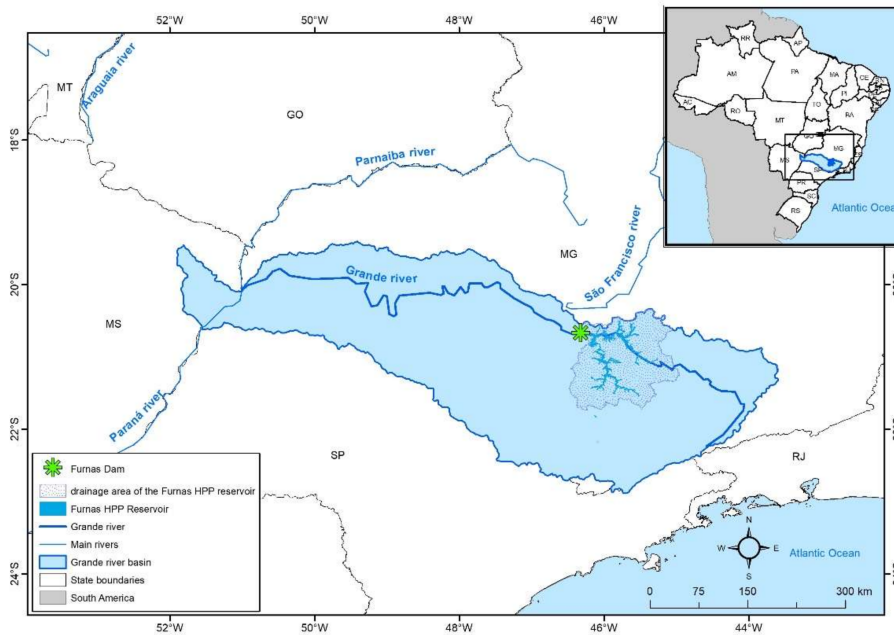 52°W
50°W
48°W
46°W
MT
Araguaia river
GO
18°S
Parnaiba river
RR
AP
AM
PA
MA
CE
PI
AC
RO
TO
BA
MT
GO
MG
MS
SP
PR
SC
RS
Atlantic Ocea
MG
São Francisco river
20°S
20°S
Grande river
MS
Paraná river
22°S
SP
RJ
Furnas Dam
drainage area of the Furnas HPP reservoir
Furnas HPP Reservoir
Grande river
Main rivers
Grande river basin
State boundaries
South America
N
W
E
S
Atlantic Ocean
24°S
0 75 150 300 km
52°W
50°W
48°W
46°W
44°W